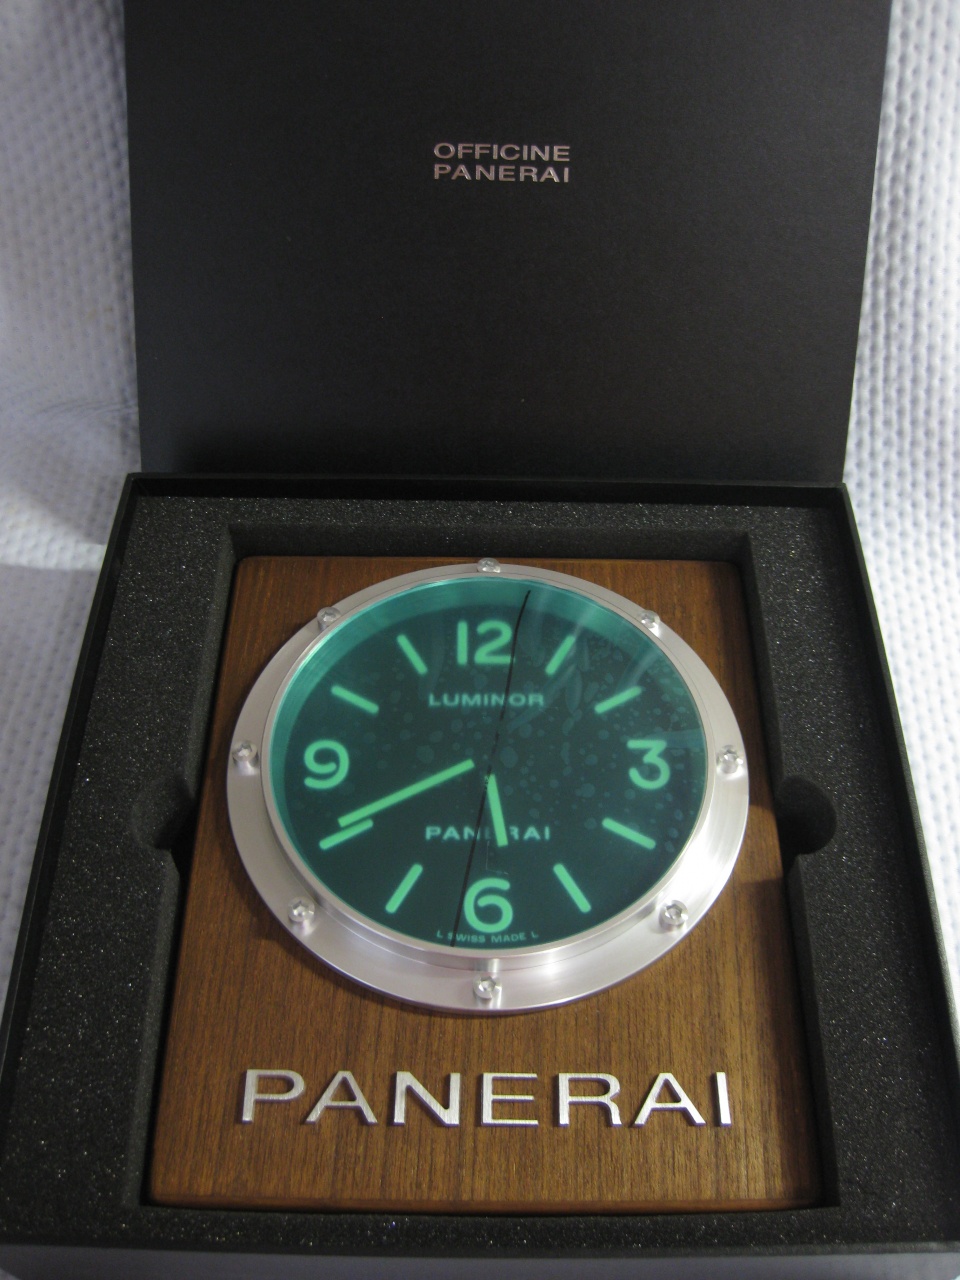 OFFICINE
PANERAI
12
LUMINOR
9
3
PANERAI
6
L SWISS MADE L
PANERAI